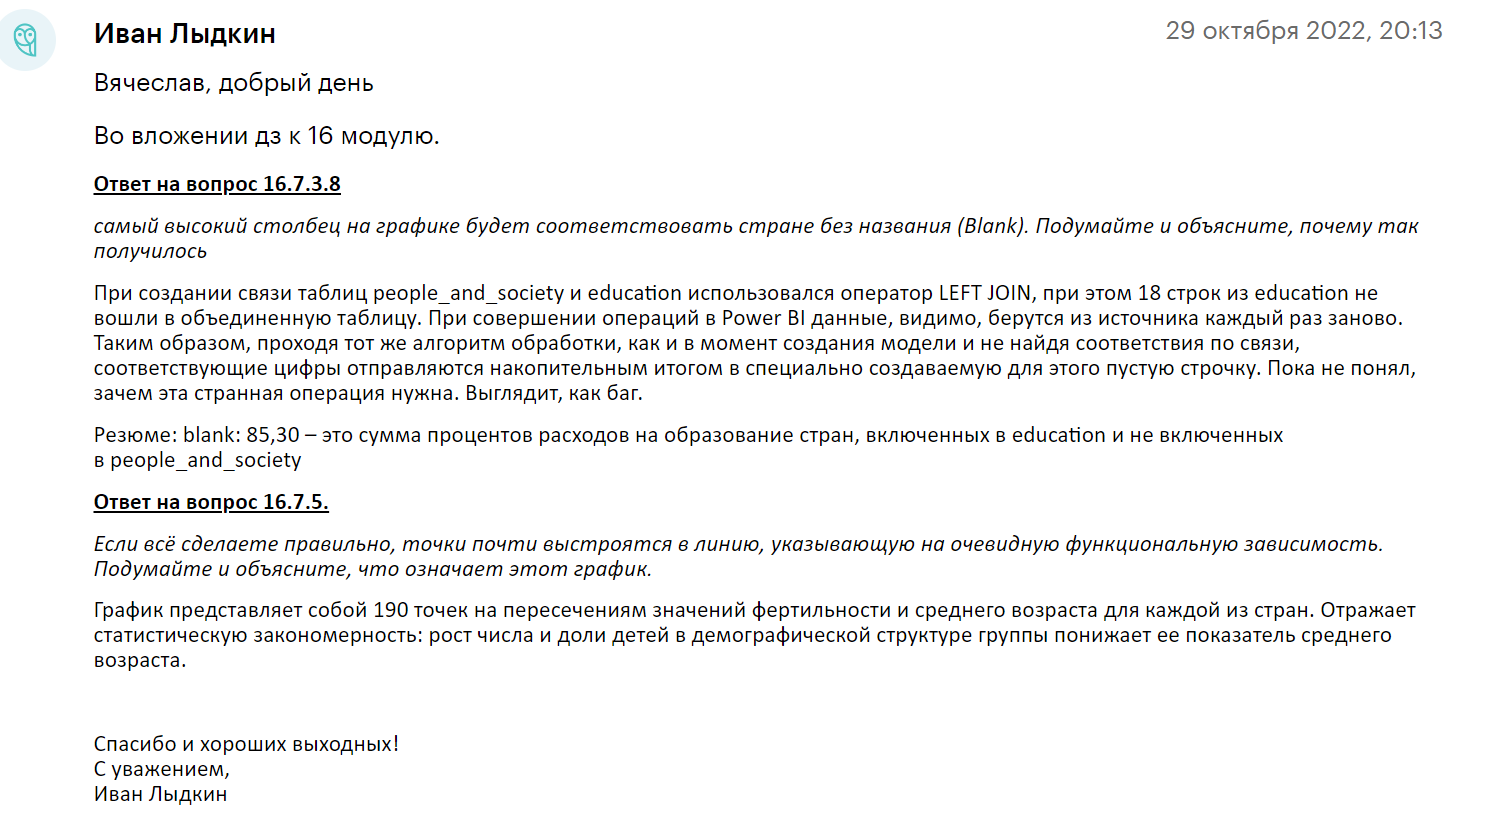 Иван Лыдкин
29 октября 2022, 20:13
Вячеслав, добрый день
Во вложении дз к 16 модулю.
Ответ на вопрос 16.7.3.8
самый высокий столбец на графике будет соответствовать стране без названия (Blank). Подумайте и объясните, почему так
получилось
При создании связи таблиц people_and_society и education использовался оператор LEFT JOIN, при этом 18 строк из education не
вошли в объединенную таблицу. При совершении операций в Power BI данные, видимо, берутся из источника каждый раз заново.
Таким образом, проходя тот же алгоритм обработки, как и в момент создания модели и не найдя соответствия по связи,
соответствующие цифры отправляются накопительным итогом в специально создаваемую для этого пустую строчку. Пока не понял,
зачем эта странная операция нужна. Выглядит, как баг.
Резюме: blank: 85,30 – это сумма процентов расходов на образование стран, включенных в education и не включенных
в people_and_society
Ответ на вопрос 16.7.5.
Если всё сделаете правильно, точки почти выстроятся в линию, указывающую на очевидную функциональную зависимость.
Подумайте и объясните, что означает этот график.
График представляет собой 190 точек на пересечениям значений фертильности и среднего возраста для каждой из стран. Отражает
статистическую закономерность: рост числа и доли детей в демографической структуре группы понижает ее показатель среднего
возраста.
Спасибо и хороших выходных!
С уважением,
Иван Лыдкин